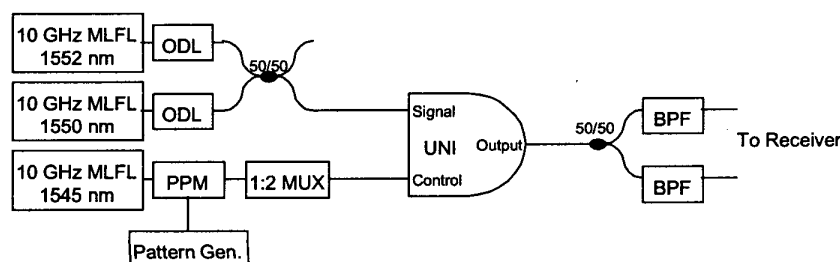 10 GHz MLFL
1552 nm
ODL
50/50
10 GHz MLFL
1550 nm
ODL
10 GHz MLFL
1545 nm
PPM
1:2 MUX
Pattern Gen.
Signal
UNI
Output
Control
50/50
BPF
BPF
To Receiver